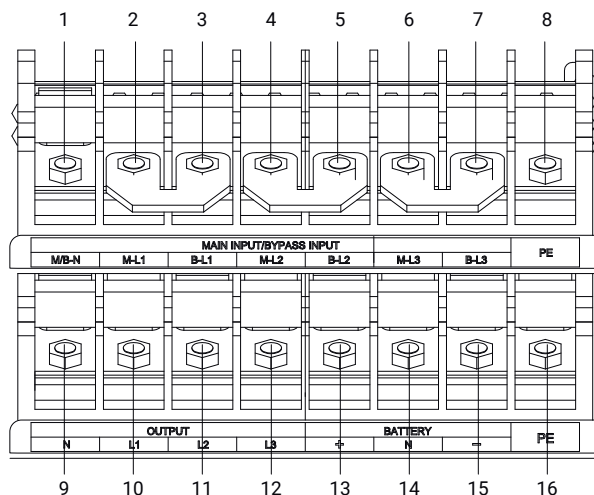 1 2 3 4 5 6 7 8
MAIN INPUT/BYPASS INPUT
M/B-N M-L1 B-L1 M-L2 B-L2 M-L3 B-L3 PE
OUTPUT BATTERY
N L1 L2 L3 + N − PE
9 10 11 12 13 14 15 16